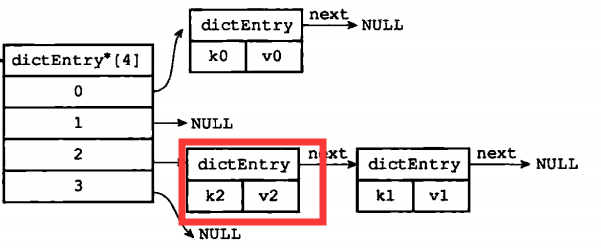 dictEntry*[4]
0
1
2
3
dictEntry
k0 v0
next
NULL
NULL
dictEntry
k2 v2
next
dictEntry
k1 v1
next
NULL
NULL